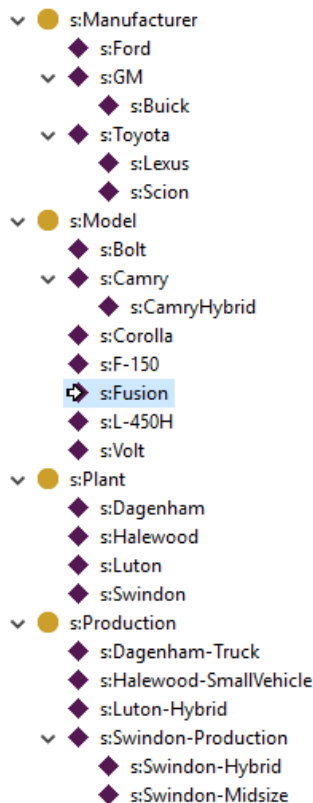 s:Manufacturer
s:Ford
s:GM
s:Buick
s:Toyota
s:Lexus
s:Scion
s:Model
s:Bolt
s:Camry
s:CamryHybrid
s:Corolla
s:F-150
s:Fusion
s:L-450H
s:Volt
s:Plant
s:Dagenham
s:Halewood
s:Luton
s:Swindon
s:Production
s:Dagenham-Truck
s:Halewood-SmallVehicle
s:Luton-Hybrid
s:Swindon-Production
s:Swindon-Hybrid
s:Swindon-Midsize